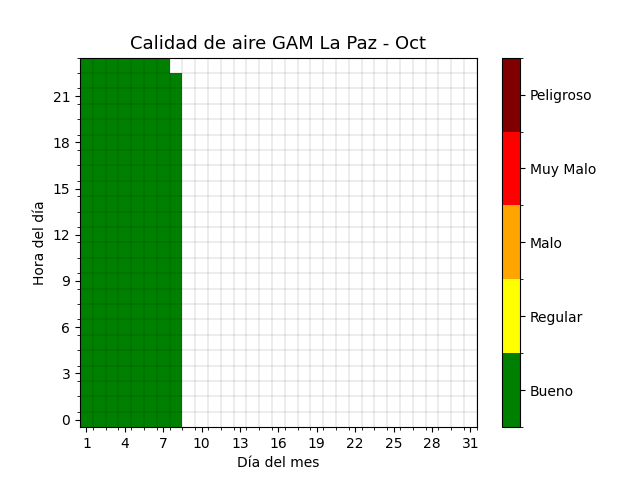 Calidad de aire GAM La Paz - Oct
Hora del día
21
18
15
12
9
6
3
0
1 4 7 10 13 16 19 22 25 28 31
Día del mes
Peligroso
Muy Malo
Malo
Regular
Bueno